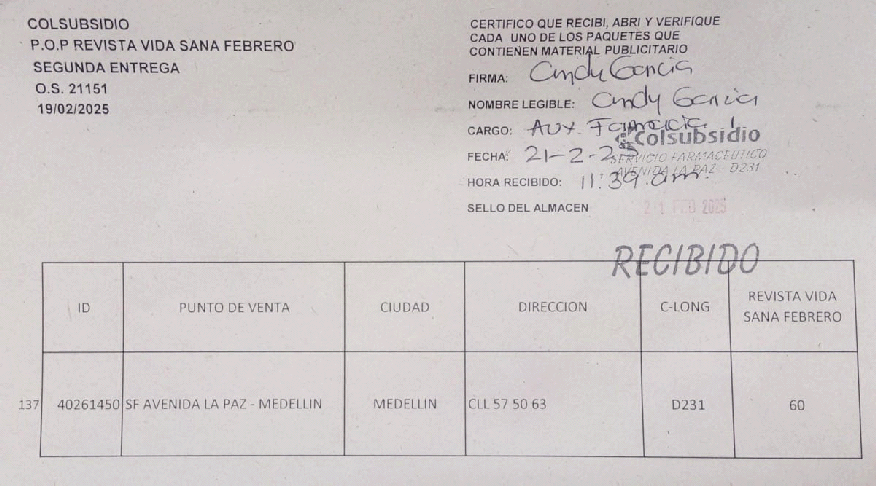 COLSUBSIDIO
P.O.P REVISTA VIDA SANA FEBRERO
SEGUNDA ENTREGA
O.S. 21151
19/02/2025
CERTIFICO QUE RECIBI, ABRI Y VERIFIQUE
CADA UNO DE LOS PAQUETES QUE
CONTIENEN MATERIAL PUBLICITARIO
FIRMA: Cindy Garcia
NOMBRE LEGIBLE: Cindy Garcia
CARGO: Aux. Farmacia
Colsubsidio
FECHA: 21-2-25
SERVICIO FARMACEUTICO
AVENIDA LA PAZ - D231
HORA RECIBIDO: 11:39 am.
SELLO DEL ALMACEN
21 FEB 2025
RECIBIDO
ID PUNTO DE VENTA CIUDAD DIRECCION C-LONG REVISTA VIDA
SANA FEBRERO
137 40261450 SF AVENIDA LA PAZ - MEDELLIN MEDELLIN CLL 57 50 63 D231 60